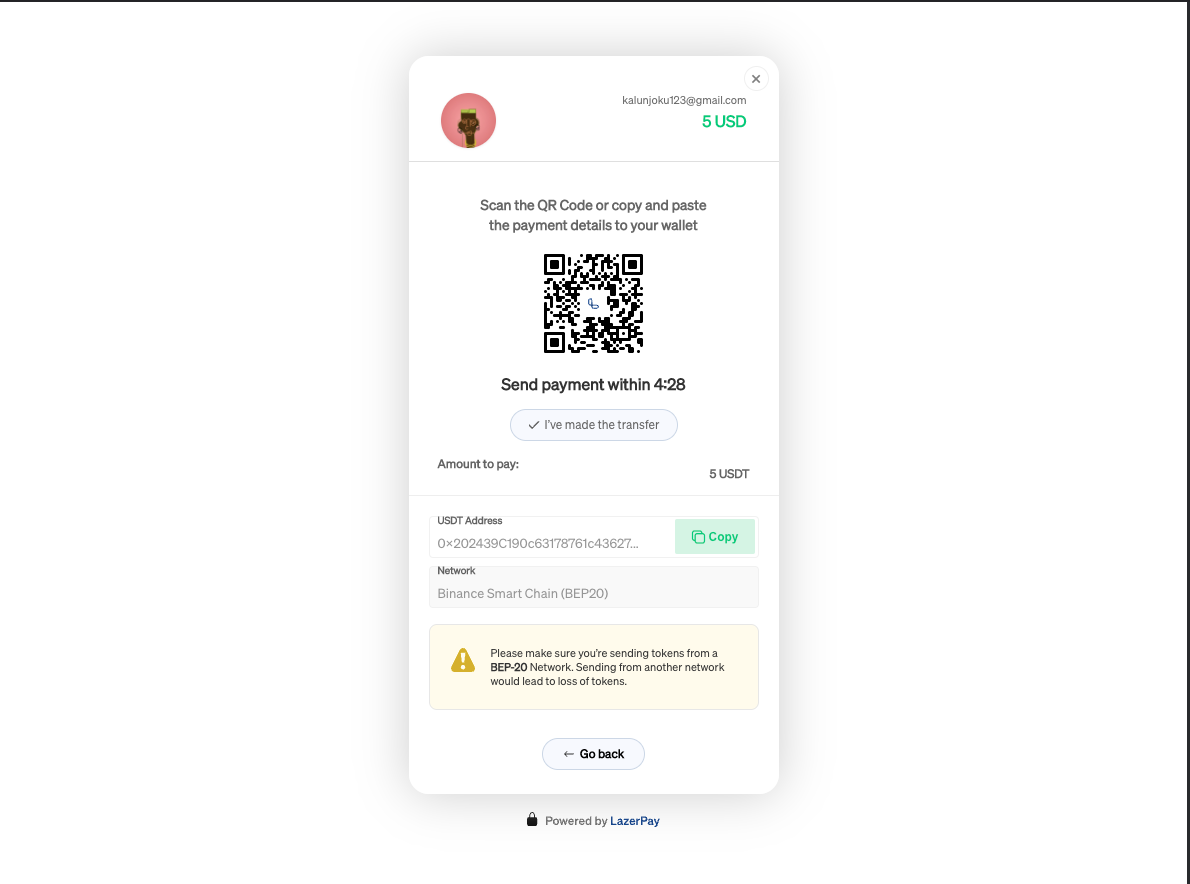 kalunjoku123@gmail.com
5 USD
Scan the QR Code or copy and paste
the payment details to your wallet
Send payment within 4:28
I've made the transfer
Amount to pay:
5 USDT
USDT Address
0x202439C190c63178761c43627...
Copy
Network
Binance Smart Chain (BEP20)
Please make sure you're sending tokens from a
BEP-20 Network. Sending from another network
would lead to loss of tokens.
← Go back
Powered by LazerPay